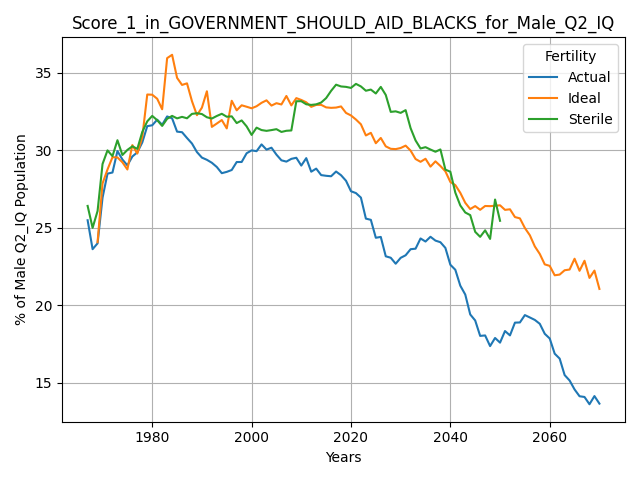 Score_1_in_GOVERNMENT_SHOULD_AID_BLACKS_for_Male_Q2_IQ
Fertility
Actual
Ideal
Sterile
% of Male Q2_IQ Population
35
30
25
20
15
1980
2000
2020
2040
2060
Years